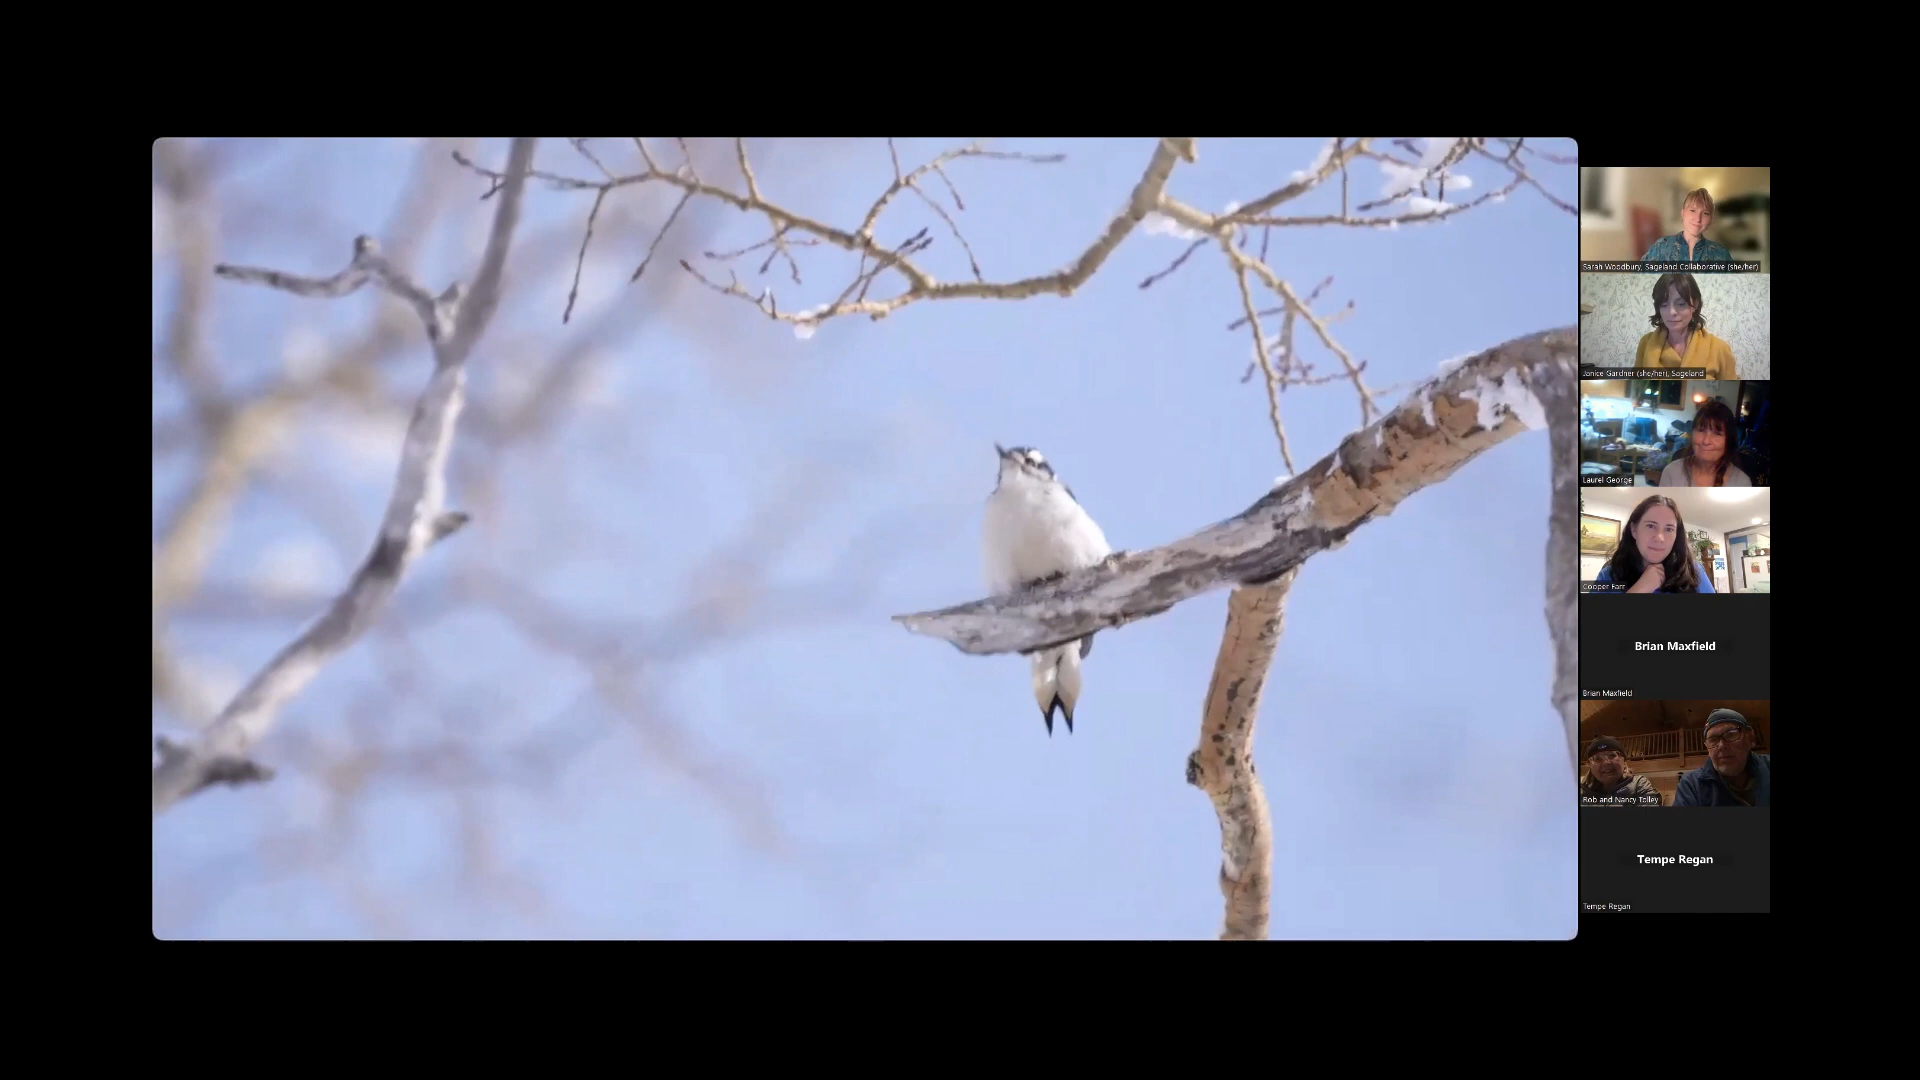 Sarah Woodbury, Sageland Collaborative (she/her)
Janice Gardner (she/her), Sageland
Laurel George
Cooper Farr
Brian Maxfield
Brian Maxfield
Rob and Nancy Tolley
Tempe Regan
Tempe Regan